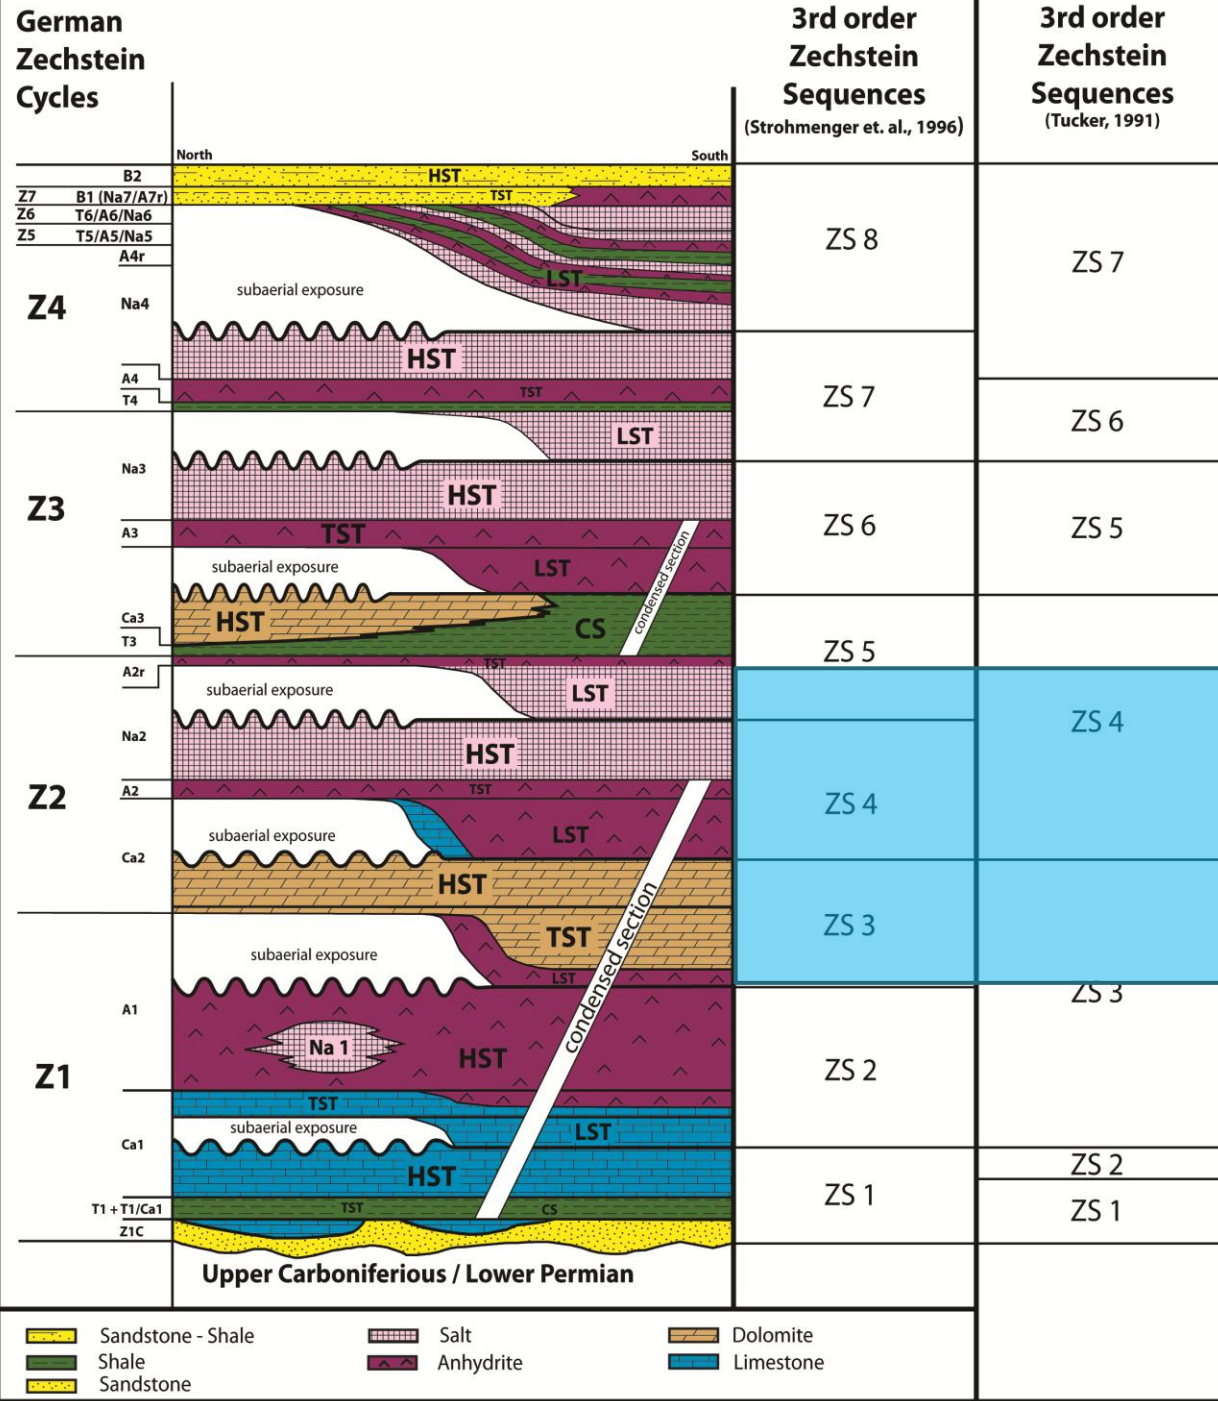 German
Zechstein
Cycles
3rd order
Zechstein
Sequences
(Strohmenger et. al., 1996)
3rd order
Zechstein
Sequences
(Tucker, 1991)
North
South
B2
HST
Z7
B1 (Na7/A7r)
TST
Z6
T6/A6/Na6
Z5
T5/A5/Na5
ZS 8
A4r
ZS 7
LST
subaerial exposure
Z4
Na4
HST
A4
TST
ZS 7
T4
ZS 6
LST
Na3
HST
Z3
ZS 6
ZS 5
A3
TST
subaerial exposure
LST
condensed section
Ca3
HST
CS
T3
ZS 5
TST
A2r
subaerial exposure
LST
ZS 4
Na2
HST
A2
TST
Z2
ZS 4
subaerial exposure
LST
Ca2
HST
ZS 3
TST
subaerial exposure
LST
condensed section
ZS 3
A1
Na 1
HST
Z1
ZS 2
TST
subaerial exposure
LST
Ca1
HST
ZS 2
ZS 1
T1 + T1/Ca1
TST
CS
ZS 1
Z1C
Upper Carboniferious / Lower Permian
Sandstone - Shale
Salt
Dolomite
Shale
Anhydrite
Limestone
Sandstone